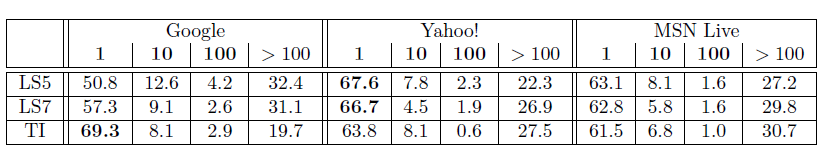 Google Yahoo! MSN Live
1 10 100 > 100 1 10 100 > 100 1 10 100 > 100
LS5 50.8 12.6 4.2 32.4 67.6 7.8 2.3 22.3 63.1 8.1 1.6 27.2
LS7 57.3 9.1 2.6 31.1 66.7 4.5 1.9 26.9 62.8 5.8 1.6 29.8
TI 69.3 8.1 2.9 19.7 63.8 8.1 0.6 27.5 61.5 6.8 1.0 30.7